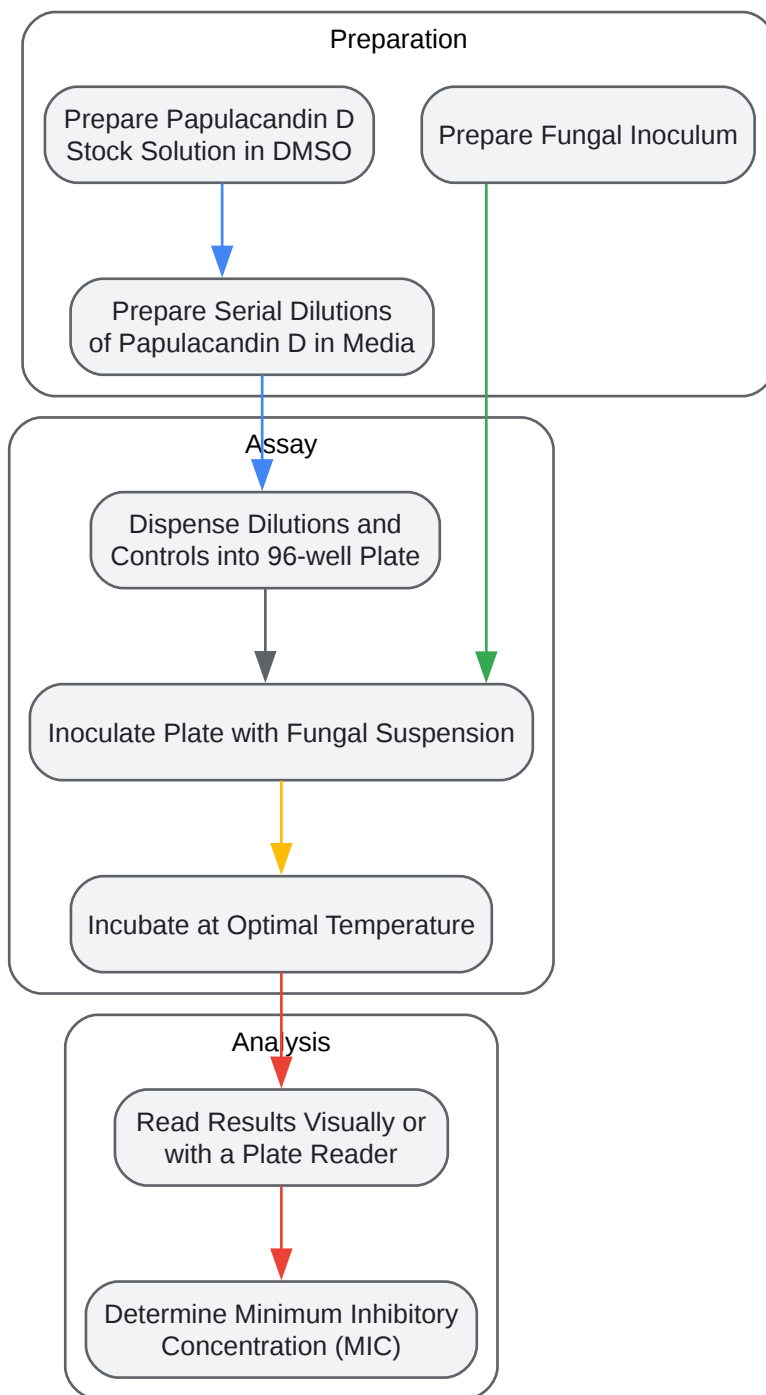 Preparation
Prepare Papulacandin D
Stock Solution in DMSO
Prepare Fungal Inoculum
Prepare Serial Dilutions
of Papulacandin D in Media
Assay
Dispense Dilutions and
Controls into 96-well Plate
Inoculate Plate with Fungal Suspension
Incubate at Optimal Temperature
Analysis
Read Results Visually or
with a Plate Reader
Determine Minimum Inhibitory
Concentration (MIC)